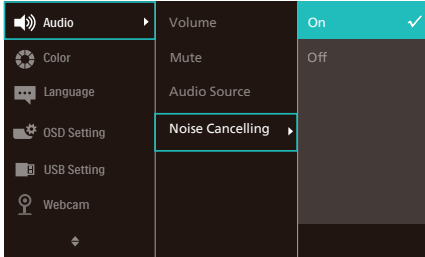 Audio
Color
Language
OSD Setting
USB Setting
Webcam
Volume
Mute
Audio Source
Noise Cancelling
On
Off